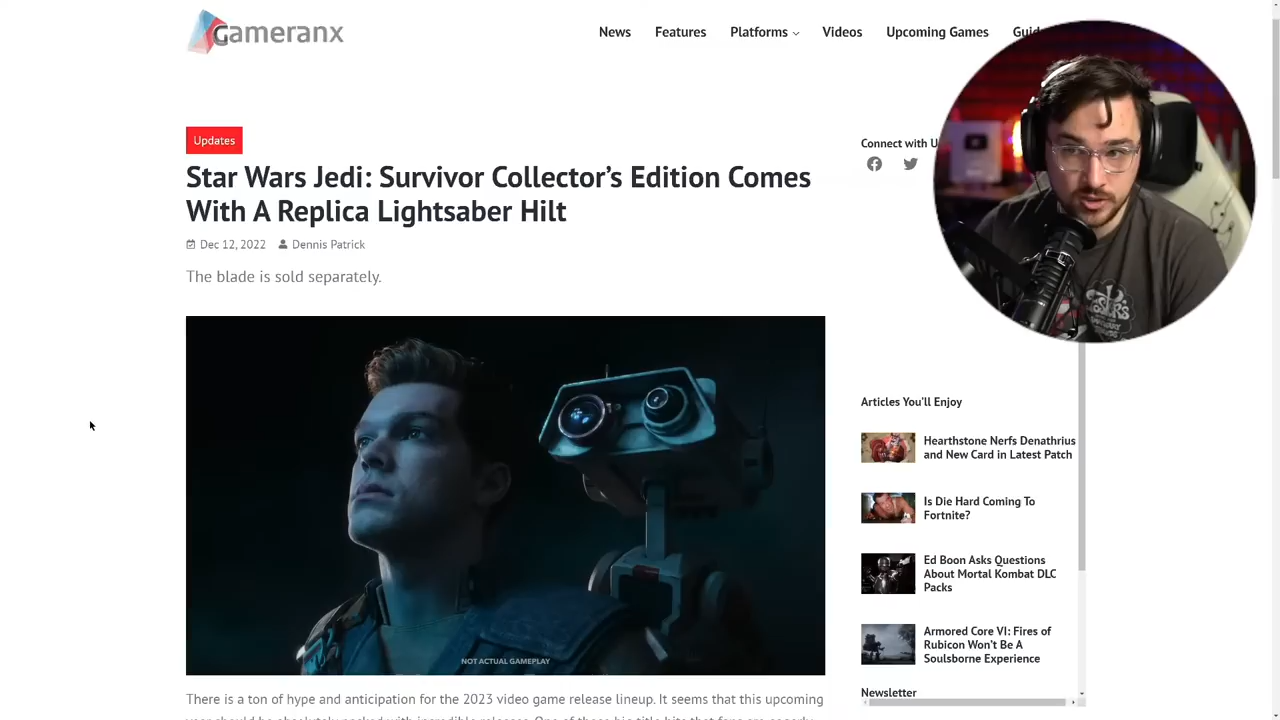 Gameranx
News Features Platforms Videos Upcoming Games
Updates
Star Wars Jedi: Survivor Collector's Edition Comes
With A Replica Lightsaber Hilt
Dec 12, 2022 Dennis Patrick
The blade is sold separately.
NOT ACTUAL GAMEPLAY
There is a ton of hype and anticipation for the 2023 video game release lineup. It seems that this upcoming
Connect with U
Articles You'll Enjoy
Hearthstone Nerfs Denathrius
and New Card in Latest Patch
Is Die Hard Coming To
Fortnite?
Ed Boon Asks Questions
About Mortal Kombat DLC
Packs
Armored Core VI: Fires of
Rubicon Won't Be A
Soulsborne Experience
Newsletter